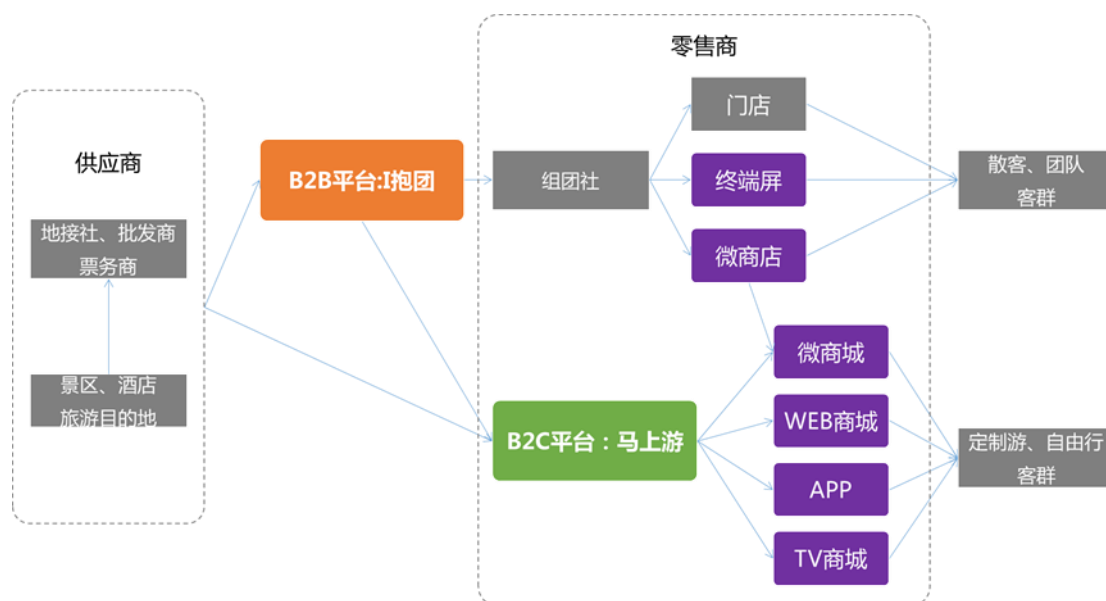 零售商
供应商
地接社、批发商
票务商
景区、酒店
旅游目的地
B2B平台:I抱团
组团社
门店
终端屏
微商店
散客、团队
客群
B2C平台：马上游
微商城
WEB商城
APP
TV商城
定制游、自由行
客群